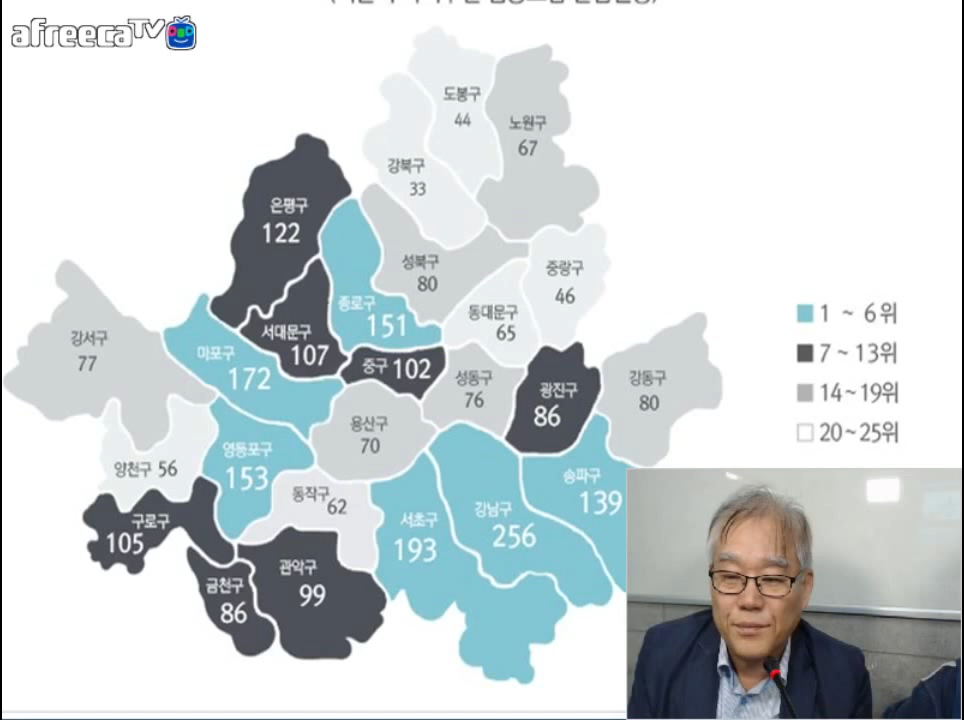 afreecaTV
도봉구
44
노원구
67
강북구
33
은평구
122
성북구
80
중랑구
46
종로구
151
동대문구
65
서대문구
107
강서구
77
마포구
172
중구 102
성동구
76
광진구
86
강동구
80
용산구
70
영등포구
153
양천구 56
동작구
62
송파구
139
서초구
193
강남구
256
구로구
105
관악구
99
금천구
86
1 ~ 6위
7 ~ 13위
14~19위
20~25위